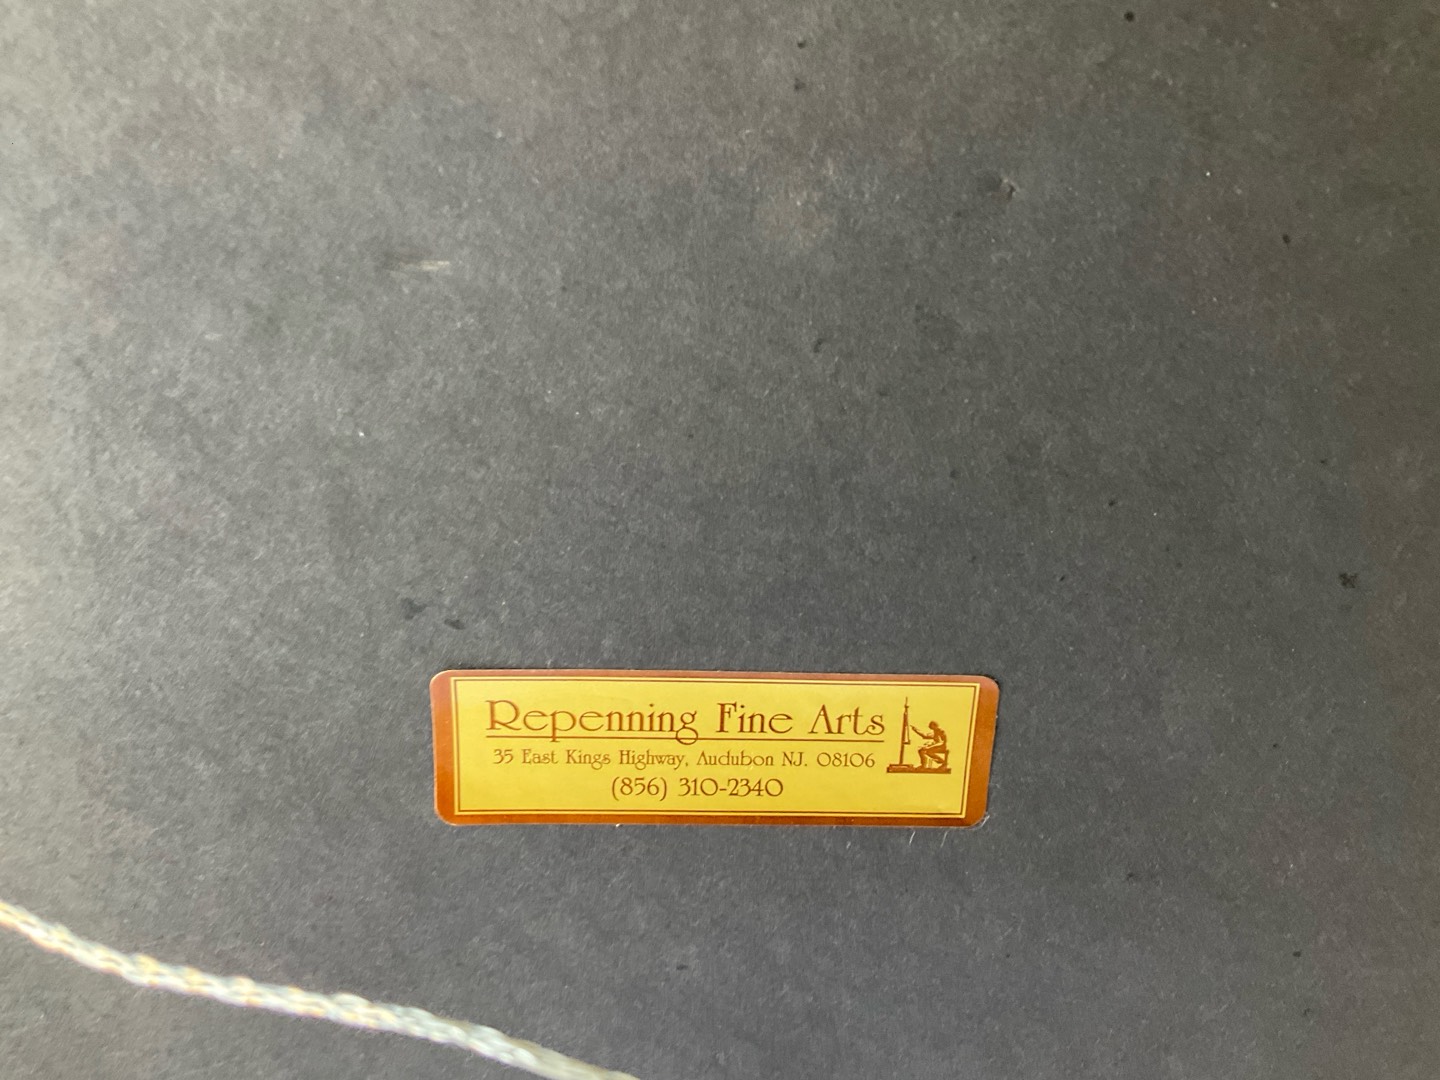 Repenning Fine Arts
35 East Kings Highway, Audubon NJ. 08106
(856) 310-2340